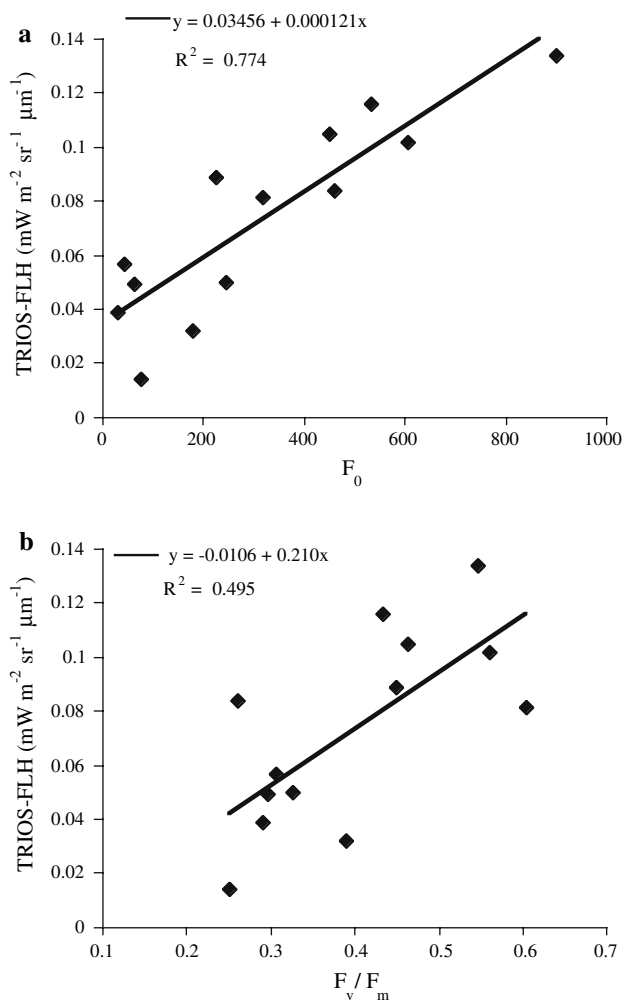 a
y = 0.03456 + 0.000121x
R² = 0.774
TRIOS-FLH (mW m⁻² sr⁻¹ µm⁻¹)
0.14
0.12
0.1
0.08
0.06
0.04
0.02
0
0 200 400 600 800 1000
F₀
b
y = -0.0106 + 0.210x
R² = 0.495
TRIOS-FLH (mW m⁻² sr⁻¹ µm⁻¹)
0.14
0.12
0.1
0.08
0.06
0.04
0.02
0
0.1 0.2 0.3 0.4 0.5 0.6 0.7
Fᵥ/Fₘ